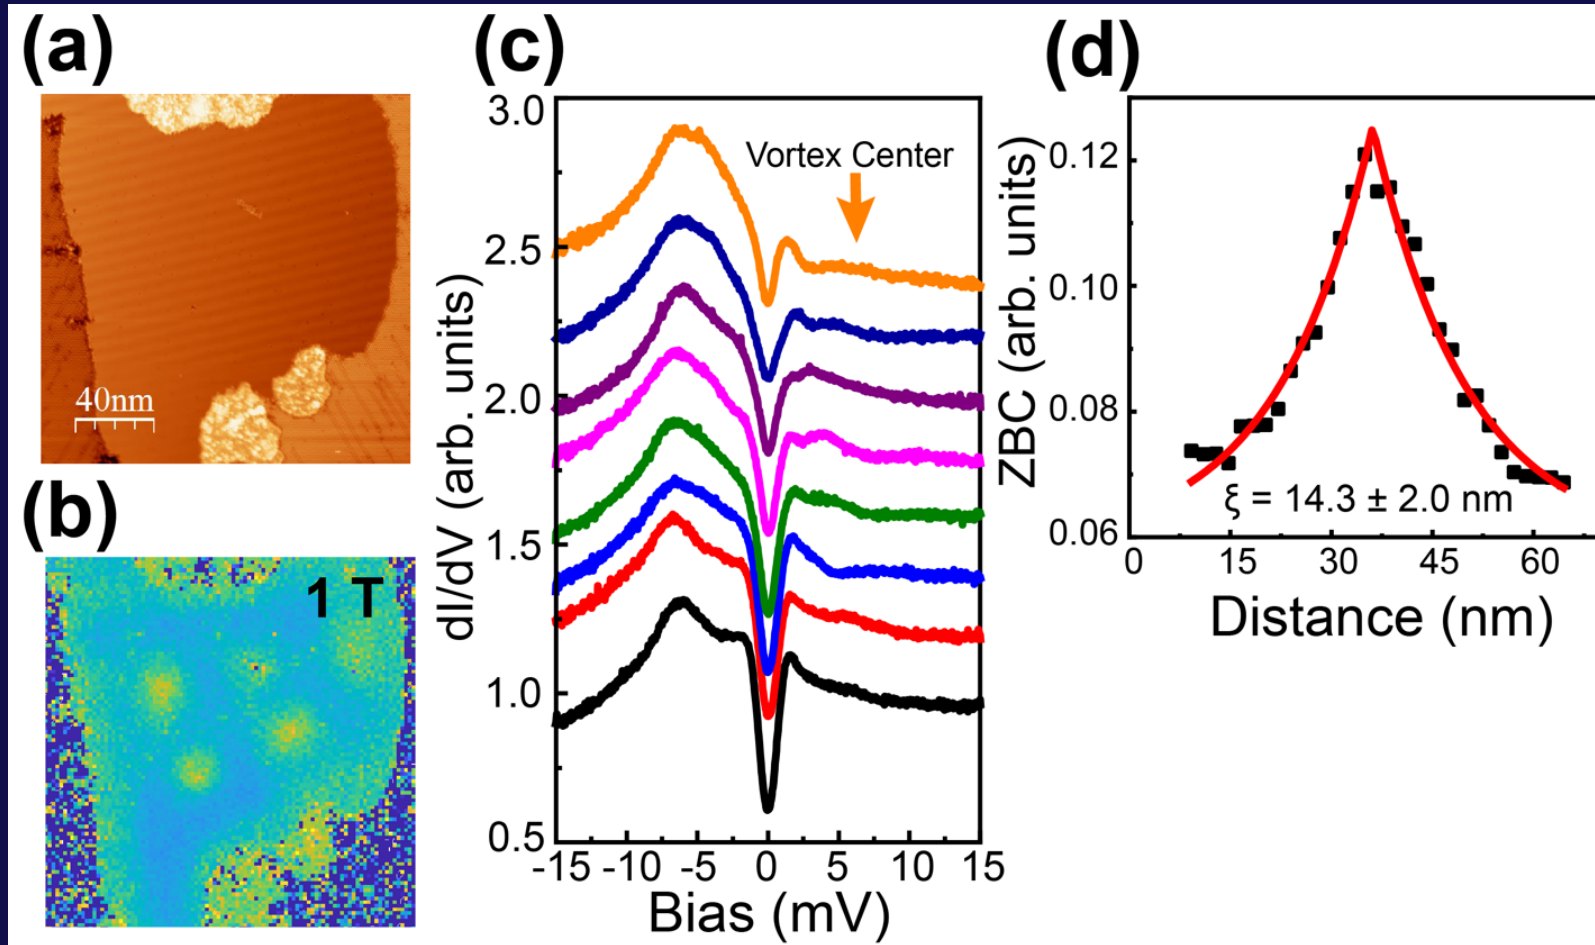 (a)
40nm
(b)
1 T
(c)
3.0
2.5
2.0
1.5
1.0
0.5
-15 -10 -5 0 5 10 15
dI/dV (arb. units)
Bias (mV)
Vortex Center
(d)
0.12
0.10
0.08
0.06
0 15 30 45 60
ZBC (arb. units)
Distance (nm)
ξ = 14.3 ± 2.0 nm